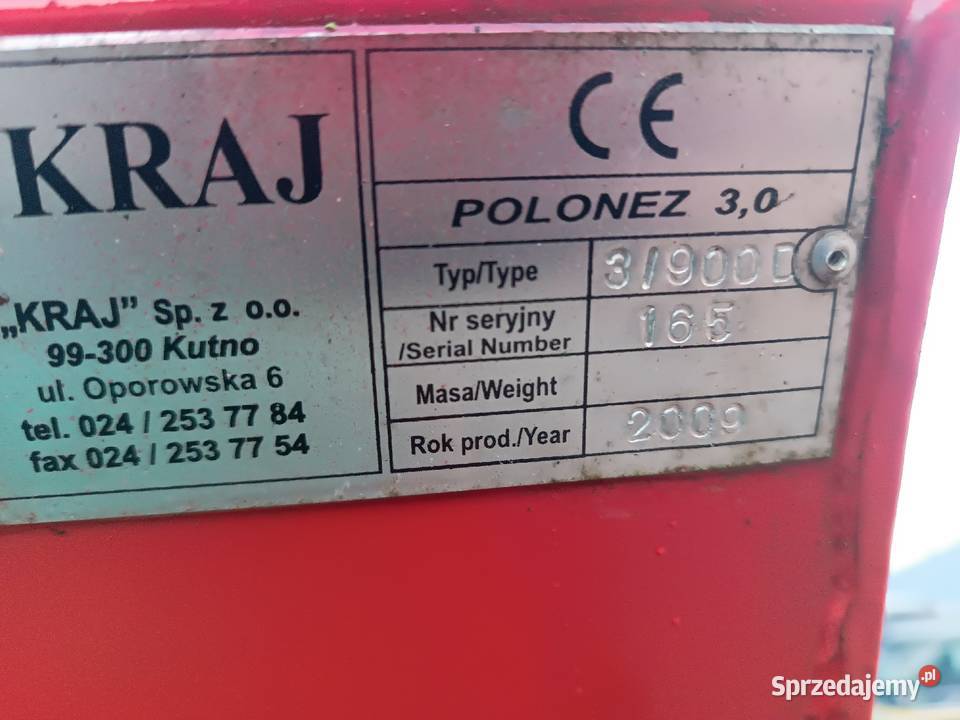 KRAJ
„KRAJ” Sp. z o.o.
99-300 Kutno
ul. Oporowska 6
tel. 024 / 253 77 84
fax 024 / 253 77 54
CE
POLONEZ 3,0
Typ/Type 3/900D
Nr seryjny
/Serial Number 165
Masa/Weight
Rok prod./Year 2009
Sprzedajemy.pl